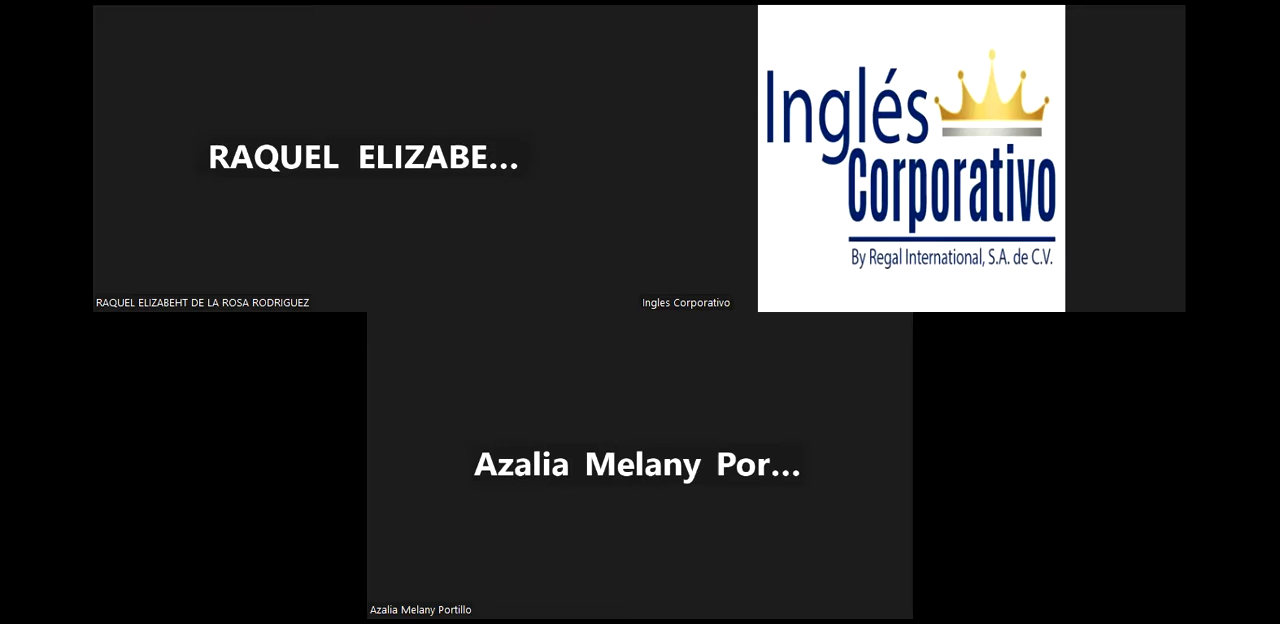 RAQUEL ELIZABE...
RAQUEL ELIZABEHT DE LA ROSA RODRIGUEZ
Inglés
Corporativo
By Regal International, S.A. de C.V.
Ingles Corporativo
Azalia Melany Por...
Azalia Melany Portillo